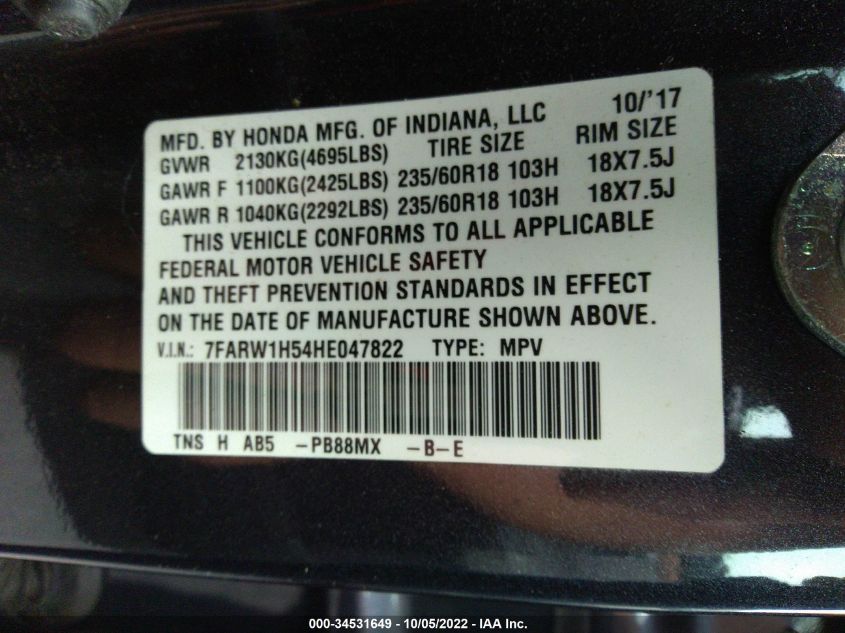 MFD. BY HONDA MFG. OF INDIANA, LLC 10/'17
GVWR 2130KG(4695LBS) TIRE SIZE RIM SIZE
GAWR F 1100KG(2425LBS) 235/60R18 103H 18X7.5J
GAWR R 1040KG(2292LBS) 235/60R18 103H 18X7.5J
THIS VEHICLE CONFORMS TO ALL APPLICABLE
FEDERAL MOTOR VEHICLE SAFETY
AND THEFT PREVENTION STANDARDS IN EFFECT
ON THE DATE OF MANUFACTURE SHOWN ABOVE.
V.I.N.: 7FARW1H54HE047822 TYPE: MPV
TNS H AB5 -PB88MX -B-E
000-34531649 - 10/05/2022 - IAA Inc.